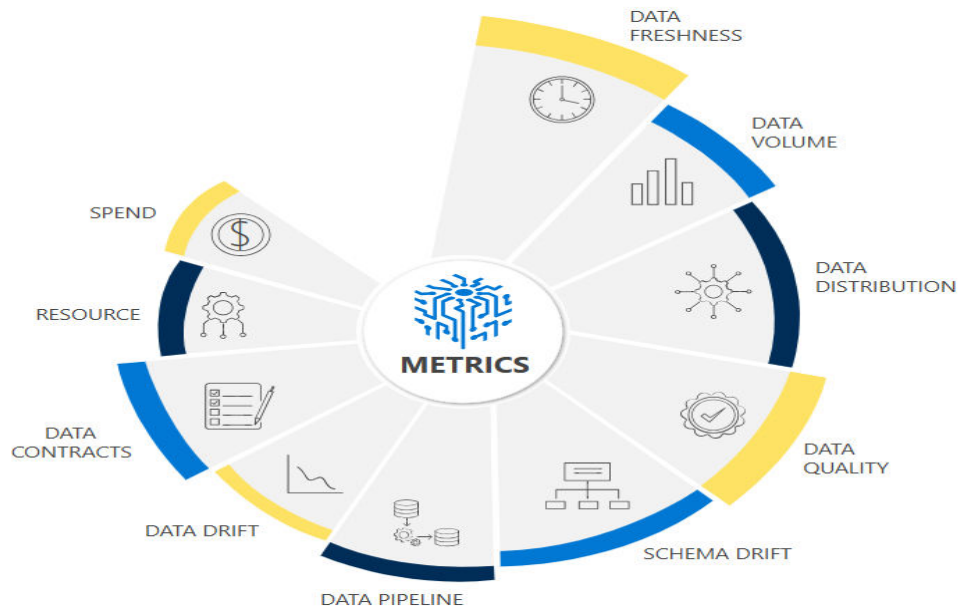 DATA
FRESHNESS
DATA
VOLUME
DATA
DISTRIBUTION
DATA
QUALITY
SCHEMA DRIFT
DATA PIPELINE
DATA DRIFT
DATA
CONTRACTS
RESOURCE
SPEND
$
METRICS